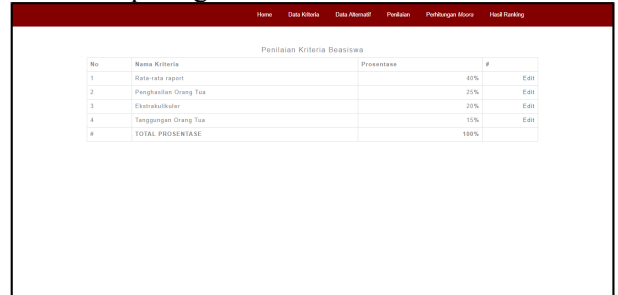 Home Data Kriteria Data Alternatif Penilaian Perhitungan Moora Hasil Ranking
Penilaian Kriteria Beasiswa
No Nama Kriteria Prosentase #
1 Rata-rata raport 40% Edit
2 Penghasilan Orang Tua 25% Edit
3 Ekstrakulikuler 20% Edit
4 Tanggungan Orang Tua 15% Edit
# TOTAL PROSENTASE 100%